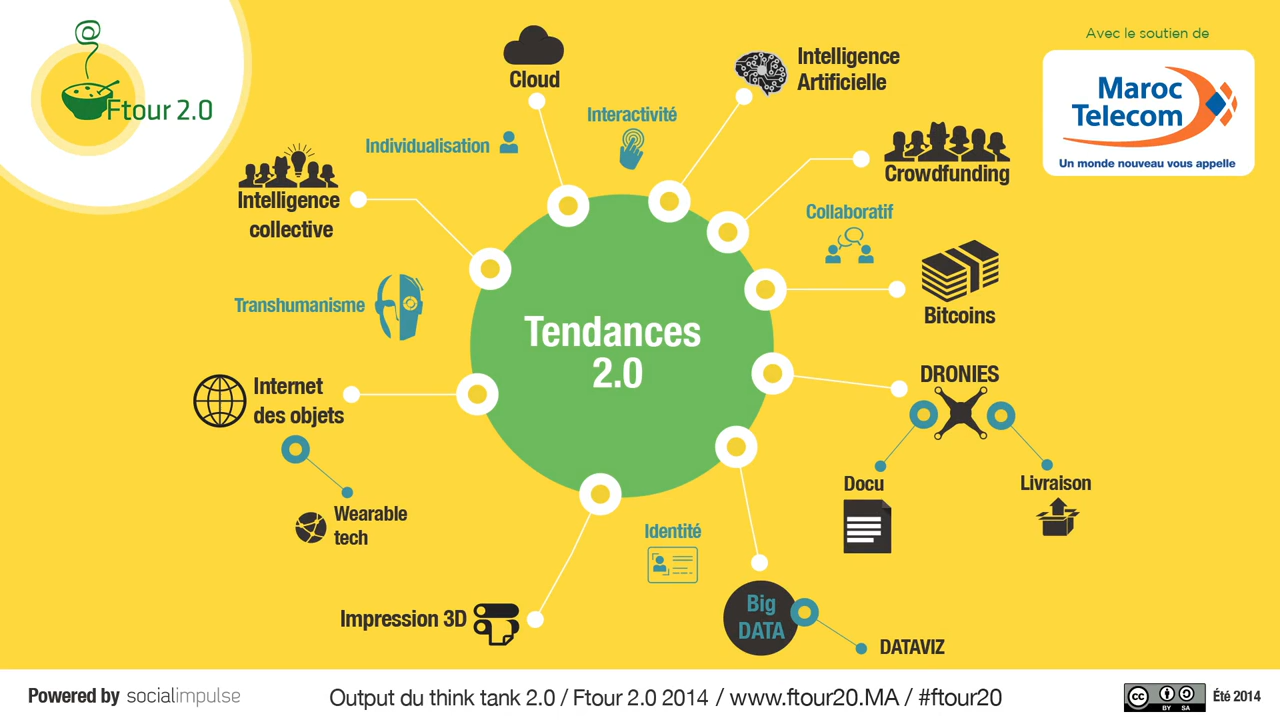 Ftour 2.0
Avec le soutien de
Maroc
Telecom
Un monde nouveau vous appelle
Cloud
Intelligence
Artificielle
Interactivité
Individualisation
Crowdfunding
Intelligence
collective
Collaboratif
Transhumanisme
Bitcoins
Tendances
2.0
Internet
des objets
DRONIES
Docu
Livraison
Wearable
tech
Identité
Impression 3D
Big
DATA
DATAVIZ
Powered by socialimpulse
Output du think tank 2.0 / Ftour 2.0 2014 / www.ftour20.MA / #ftour20
cc
BY SA
Été 2014